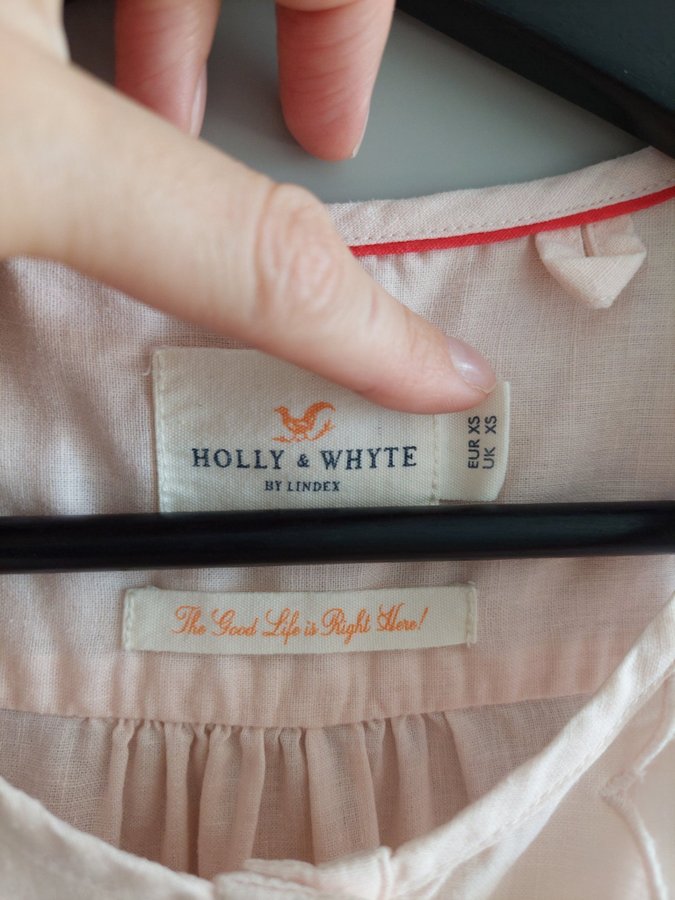 HOLLY & WHYTE
BY LINDEX
EUR XS
UK XS
The Good Life is Right Here!